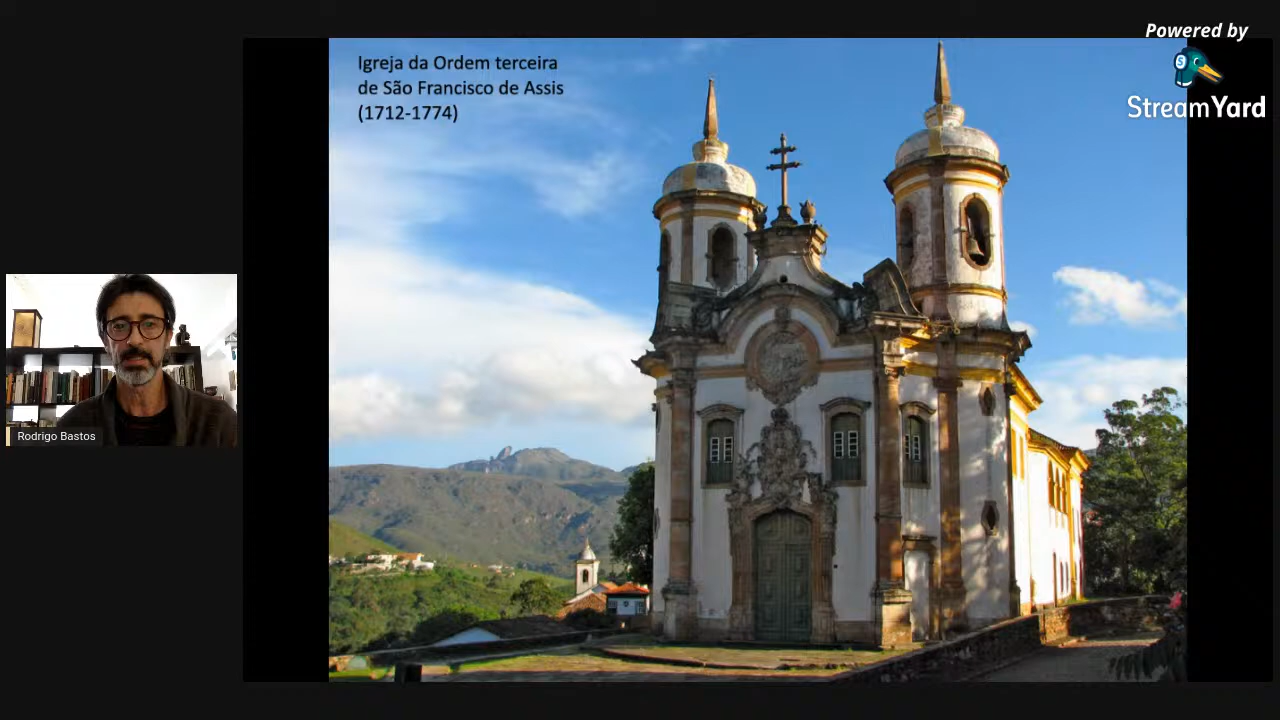 Powered by
StreamYard
Igreja da Ordem terceira
de São Francisco de Assis
(1712-1774)
Rodrigo Bastos